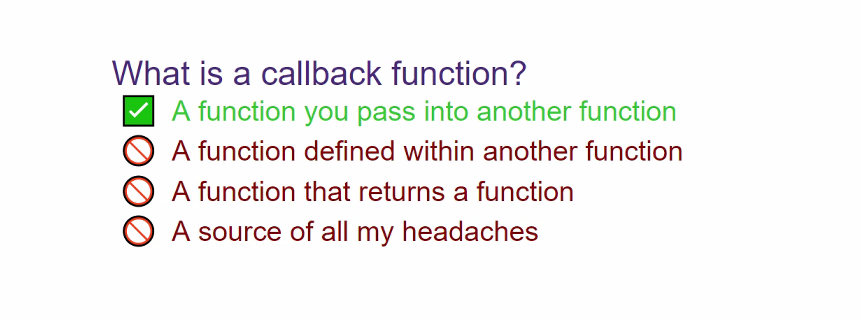 What is a callback function?
A function you pass into another function
A function defined within another function
A function that returns a function
A source of all my headaches